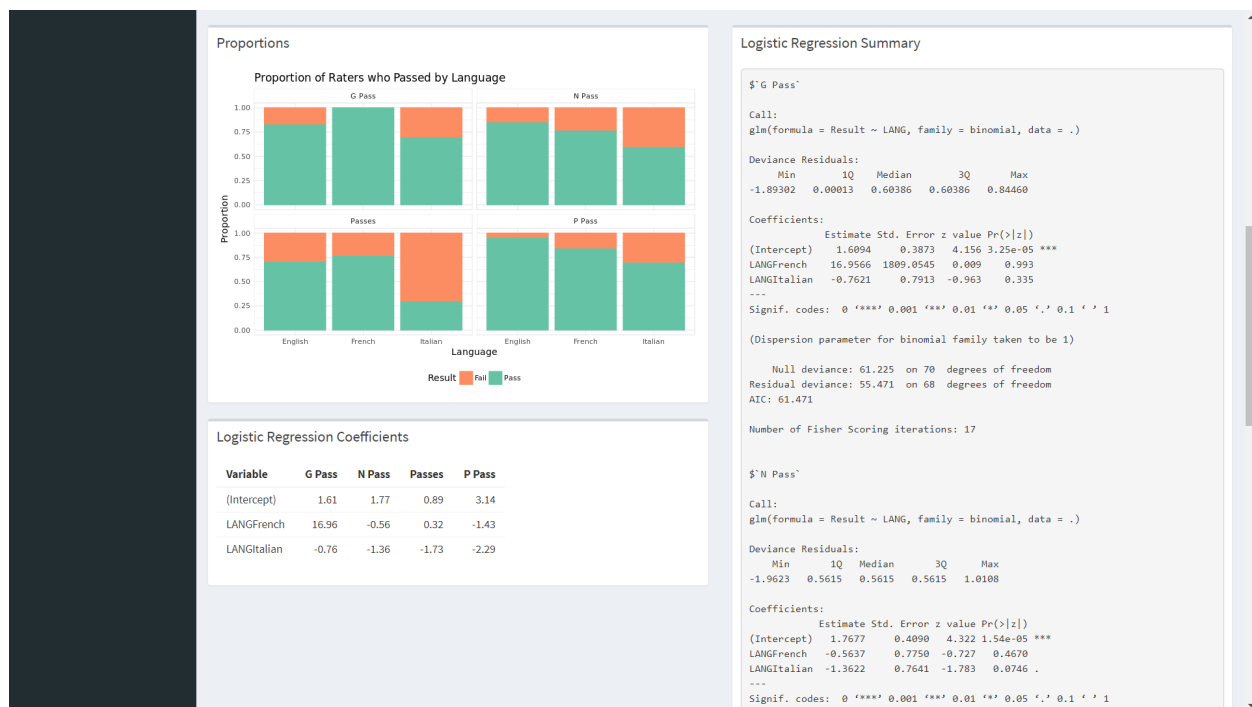 Proportions
Proportion of Raters who Passed by Language
G Pass N Pass
1.00
0.75
0.50
0.25
0.00
Passes P Pass
1.00
0.75
0.50
0.25
0.00
Proportion
English French Italian English French Italian
Language
Result Fail Pass
Logistic Regression Coefficients
Variable G Pass N Pass Passes P Pass
(Intercept) 1.61 1.77 0.89 3.14
LANGFrench 16.96 -0.56 0.32 -1.43
LANGItalian -0.76 -1.36 -1.73 -2.29
Logistic Regression Summary
$`G Pass`
Call:
glm(formula = Result ~ LANG, family = binomial, data = .)
Deviance Residuals:
Min 1Q Median 3Q Max
-1.89302 0.00013 0.60386 0.60386 0.84460
Coefficients:
Estimate Std. Error z value Pr(>|z|)
(Intercept) 1.6094 0.3873 4.156 3.25e-05 ***
LANGFrench 16.9566 1809.0545 0.009 0.993
LANGItalian -0.7621 0.7913 -0.963 0.335
---
Signif. codes: 0 ‘***’ 0.001 ‘**’ 0.01 ‘*’ 0.05 ‘.’ 0.1 ‘ ’ 1
(Dispersion parameter for binomial family taken to be 1)
Null deviance: 61.225 on 70 degrees of freedom
Residual deviance: 55.471 on 68 degrees of freedom
AIC: 61.471
Number of Fisher Scoring iterations: 17
$`N Pass`
Call:
glm(formula = Result ~ LANG, family = binomial, data = .)
Deviance Residuals:
Min 1Q Median 3Q Max
-1.9623 0.5615 0.5615 0.5615 1.0108
Coefficients:
Estimate Std. Error z value Pr(>|z|)
(Intercept) 1.7677 0.4090 4.322 1.54e-05 ***
LANGFrench -0.5637 0.7750 -0.727 0.4670
LANGItalian -1.3622 0.7641 -1.783 0.0746 .
---
Signif. codes: 0 ‘***’ 0.001 ‘**’ 0.01 ‘*’ 0.05 ‘.’ 0.1 ‘ ’ 1